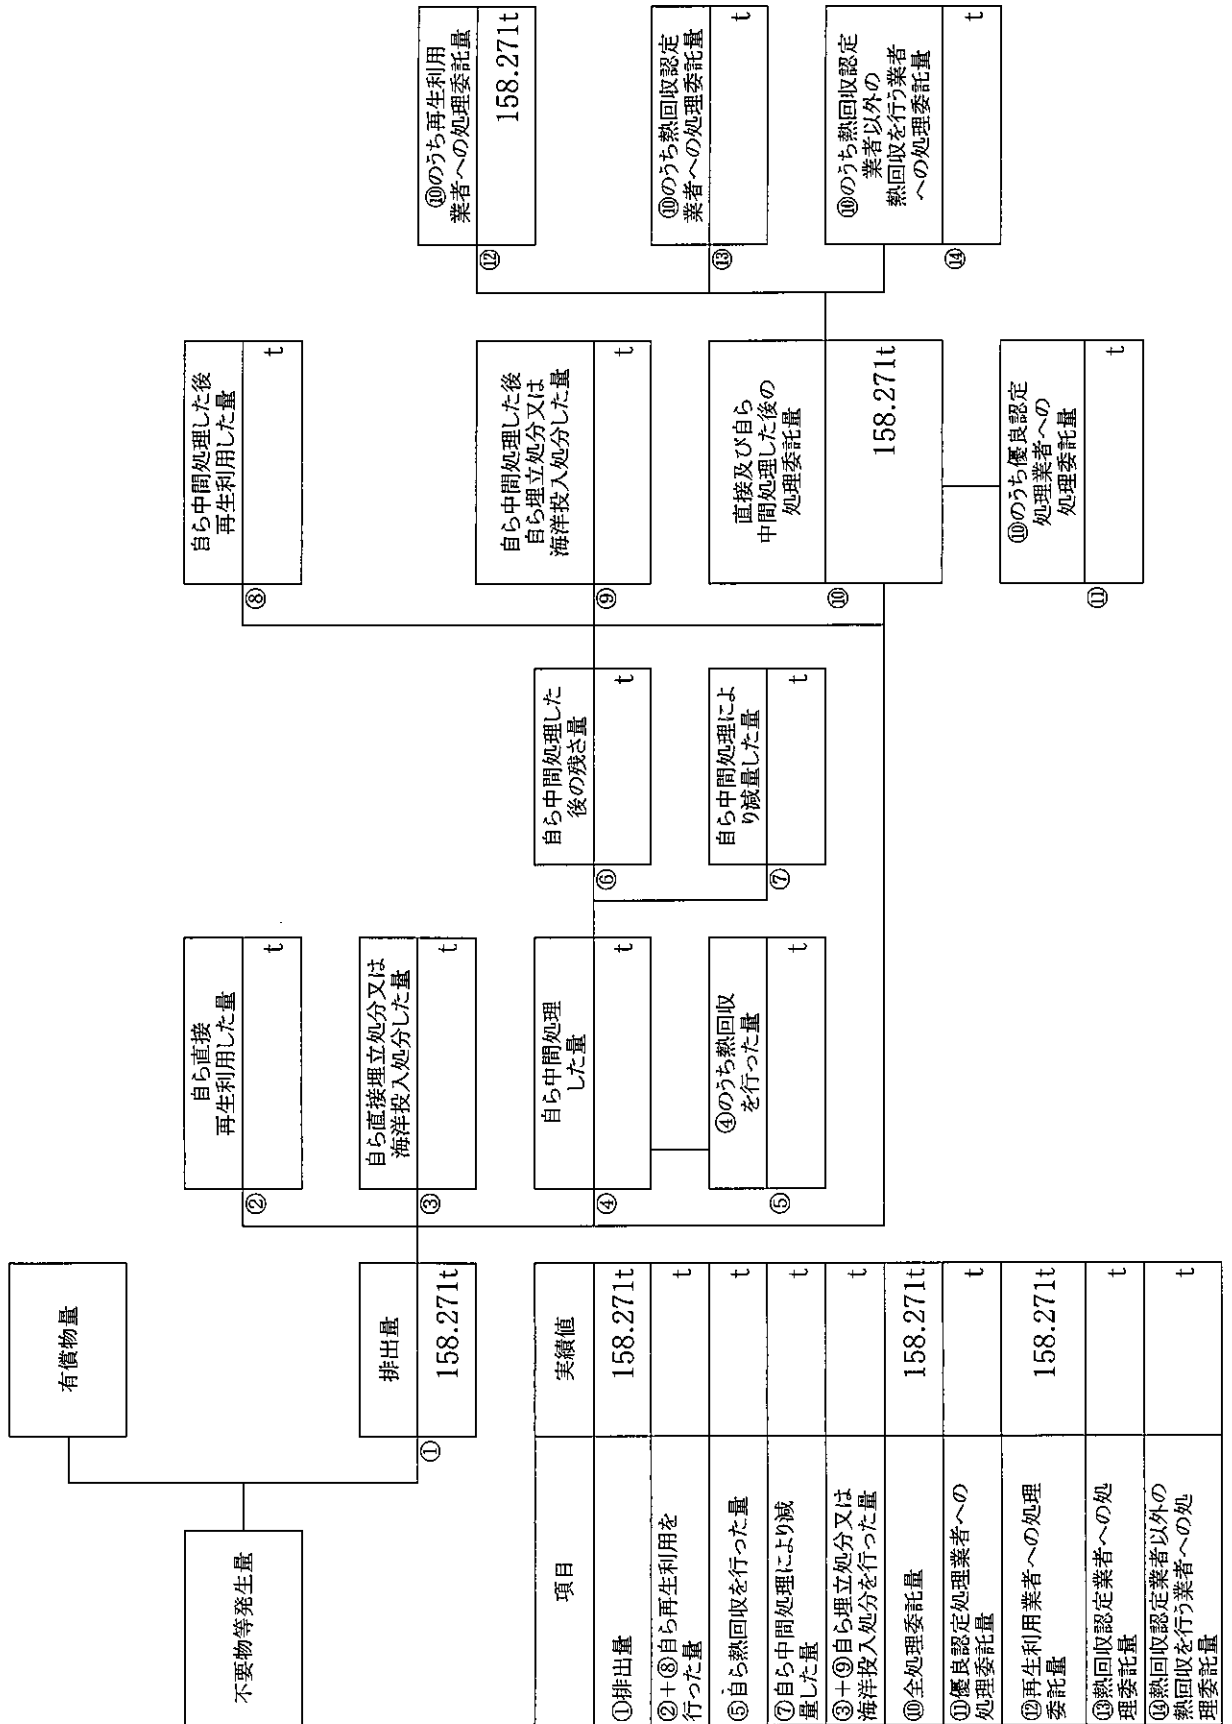 不要物等発生量
有償物量
排出量
①
158.271t
自ら直接
再生利用した量
②
t
自ら直接埋立処分又は
海洋投入処分した量
③
t
自ら中間処理
した量
④
t
④のうち熱回収
を行った量
⑤
t
自ら中間処理した
後の残さ量
⑥
t
自ら中間処理によ
り減量した量
⑦
t
自ら中間処理した後
再生利用した量
⑧
t
自ら中間処理した後
自ら埋立処分又は
海洋投入処分した量
⑨
t
直接及び自ら
中間処理した後の
処理委託量
⑩
158.271t
⑩のうち優良認定
処理業者への
処理委託量
⑪
t
⑩のうち再生利用
業者への処理委託量
⑫
158.271t
⑩のうち熱回収認定
業者への処理委託量
⑬
t
⑩のうち熱回収認定
業者以外の
熱回収を行う業者
への処理委託量
⑭
t
項目 実績値
①排出量 158.271t
②+⑧自ら再生利用を
行った量
t
⑤自ら熱回収を行った量 t
⑦自ら中間処理により減
量した量
t
③+⑨自ら埋立処分又は
海洋投入処分を行った量
t
⑩全処理委託量 158.271t
⑪優良認定処理業者への
処理委託量
t
⑫再生利用業者への処理
委託量
158.271t
⑬熱回収認定業者への処
理委託量
t
⑭熱回収認定業者以外の
熱回収を行う業者への処
理委託量
t